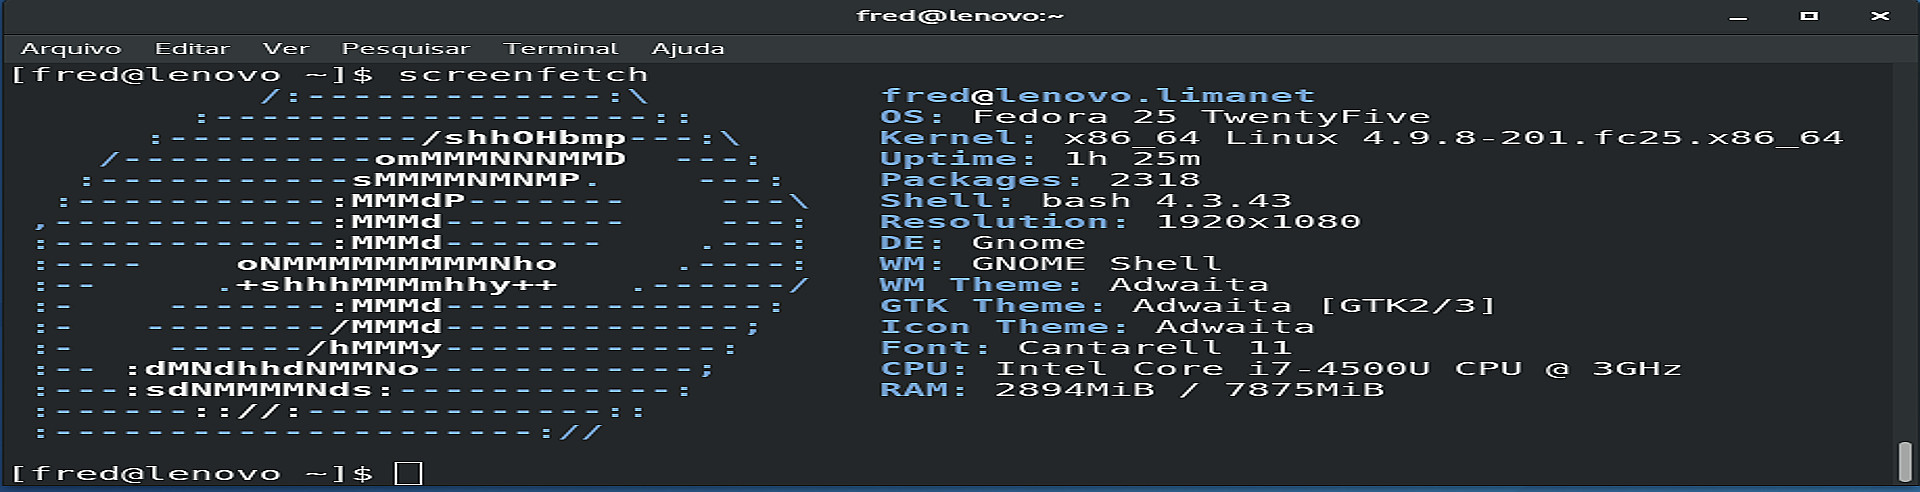 fred@lenovo:~
Arquivo Editar Ver Pesquisar Terminal Ajuda
[fred@lenovo ~]$ screenfetch
/:-------------:\ fred@lenovo.limanet
:-------------------:: OS: Fedora 25 TwentyFive
:-----------/shhOHbmp---:\ Kernel: x86_64 Linux 4.9.8-201.fc25.x86_64
/-----------omMMMNNNMMD ---: Uptime: 1h 25m
:-----------sMMMMNMNMP. ---: Packages: 2318
:-----------:MMMdP------- ---\ Shell: bash 4.3.43
,------------:MMMd-------- ---: Resolution: 1920x1080
:------------:MMMd------- .---: DE: Gnome
:---- oNMMMMMMMMMNho .----: WM: GNOME Shell
:-- .+shhhMMMmhhy++ .------/ WM Theme: Adwaita
:- -------:MMMd--------------: GTK Theme: Adwaita [GTK2/3]
:- --------/MMMd-------------; Icon Theme: Adwaita
:- ------/hMMMy------------: Font: Cantarell 11
:-- :dMNdhhdNMMNo------------; CPU: Intel Core i7-4500U CPU @ 3GHz
:---:sdNMMMMNds:------------: RAM: 2894MiB / 7875MiB
:------:://:-------------::
:---------------------://
[fred@lenovo ~]$